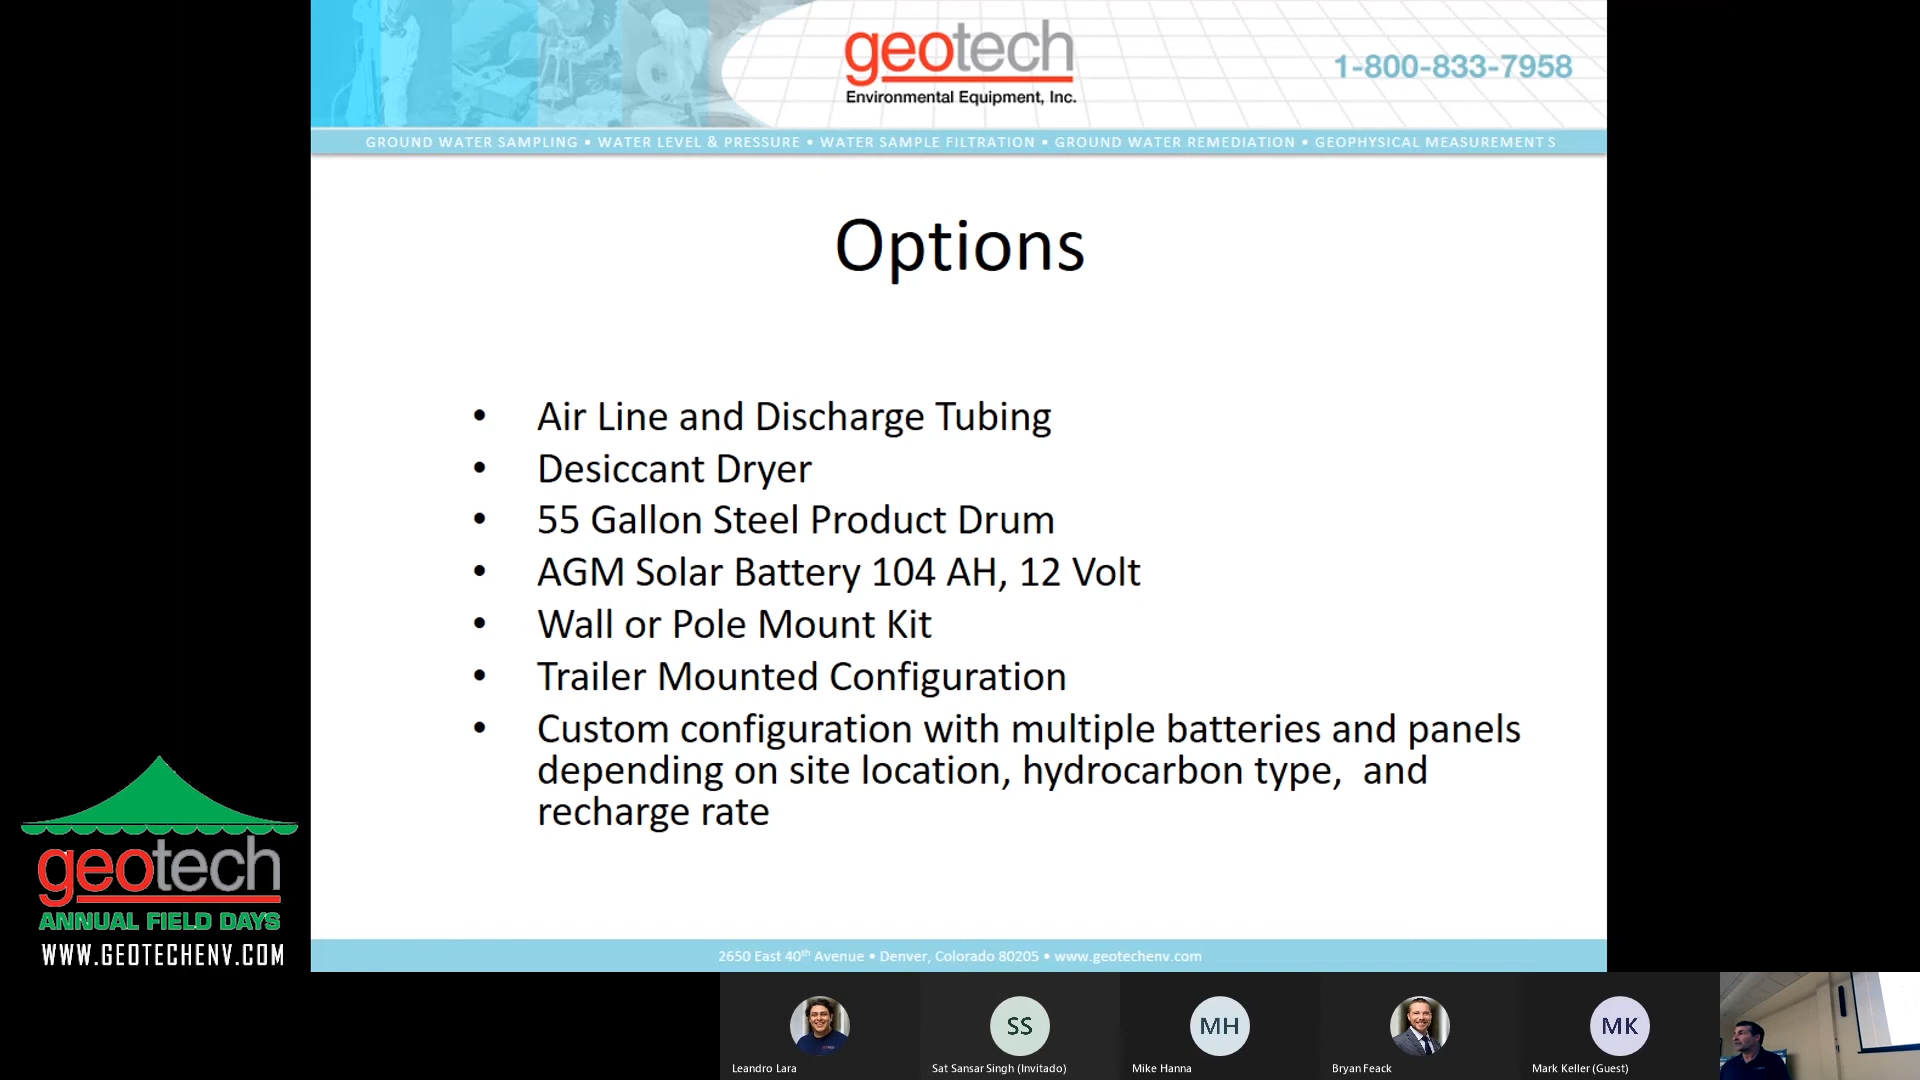 geotech
Environmental Equipment, Inc.
1-800-833-7958
GROUND WATER SAMPLING • WATER LEVEL & PRESSURE • WATER SAMPLE FILTRATION • GROUND WATER REMEDIATION • GEOPHYSICAL MEASUREMENTS
Options
• Air Line and Discharge Tubing
• Desiccant Dryer
• 55 Gallon Steel Product Drum
• AGM Solar Battery 104 AH, 12 Volt
• Wall or Pole Mount Kit
• Trailer Mounted Configuration
• Custom configuration with multiple batteries and panels
depending on site location, hydrocarbon type,  and
recharge rate
geotech
ANNUAL FIELD DAYS
WWW.GEOTECHENV.COM
2650 East 40th Avenue • Denver, Colorado 80205 • www.geotechenv.com
SS
MH
MK
Leandro Lara
Sat Sansar Singh (Invitado)
Mike Hanna
Bryan Feack
Mark Keller (Guest)